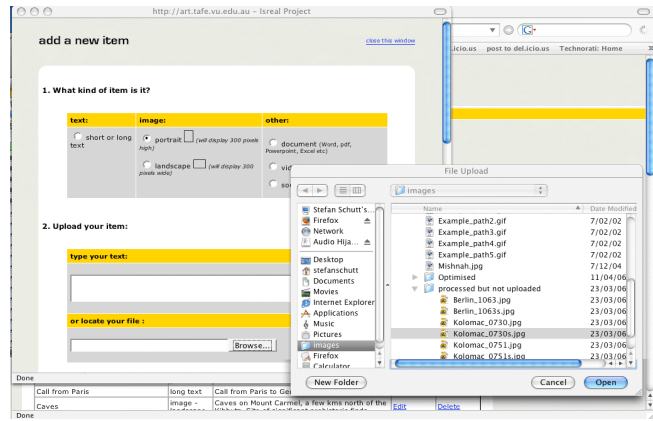 http://art.tafe.vu.edu.au – Isreal Project
add a new item
close this window
1. What kind of item is it?
text:
image:
other:
short or long text
portrait (will display 300 pixels high)
landscape (will display 300 pixels wide)
document (Word, pdf, Powerpoint, Excel etc)
2. Upload your item:
type your text:
or locate your file :
Browse...
Done
G
.icio.us
post to del.icio.us
Technorati: Home
File Upload
images
Stefan Schutt's...
Firefox
Network
Audio Hija...
Desktop
stefanschutt
Documents
Movies
Internet Explorer
Applications
Music
Pictures
images
Firefox
Calculator
Name
Date Modified
Example_path2.gif 7/02/02
Example_path3.gif 7/02/02
Example_path4.gif 7/02/02
Example_path5.gif 7/02/02
Mishnah.jpg 7/12/04
Optimised 11/04/06
processed but not uploaded 23/03/06
Berlin_1063.jpg 23/03/06
Berlin_1063s.jpg 23/03/06
Kolomac_0730.jpg 23/03/06
Kolomac_0730s.jpg 23/03/06
Kolomac_0751.jpg 23/03/06
Kolomac_0751s.jpg 23/03/06
New Folder
Cancel
Open
Call from Paris
long text
Call from Paris to
Caves
image -
landscape
Caves on Mount Carmel, a few kms north of the
Kibbutz. Site of significant prehistoric finds
Edit
Delete
Done